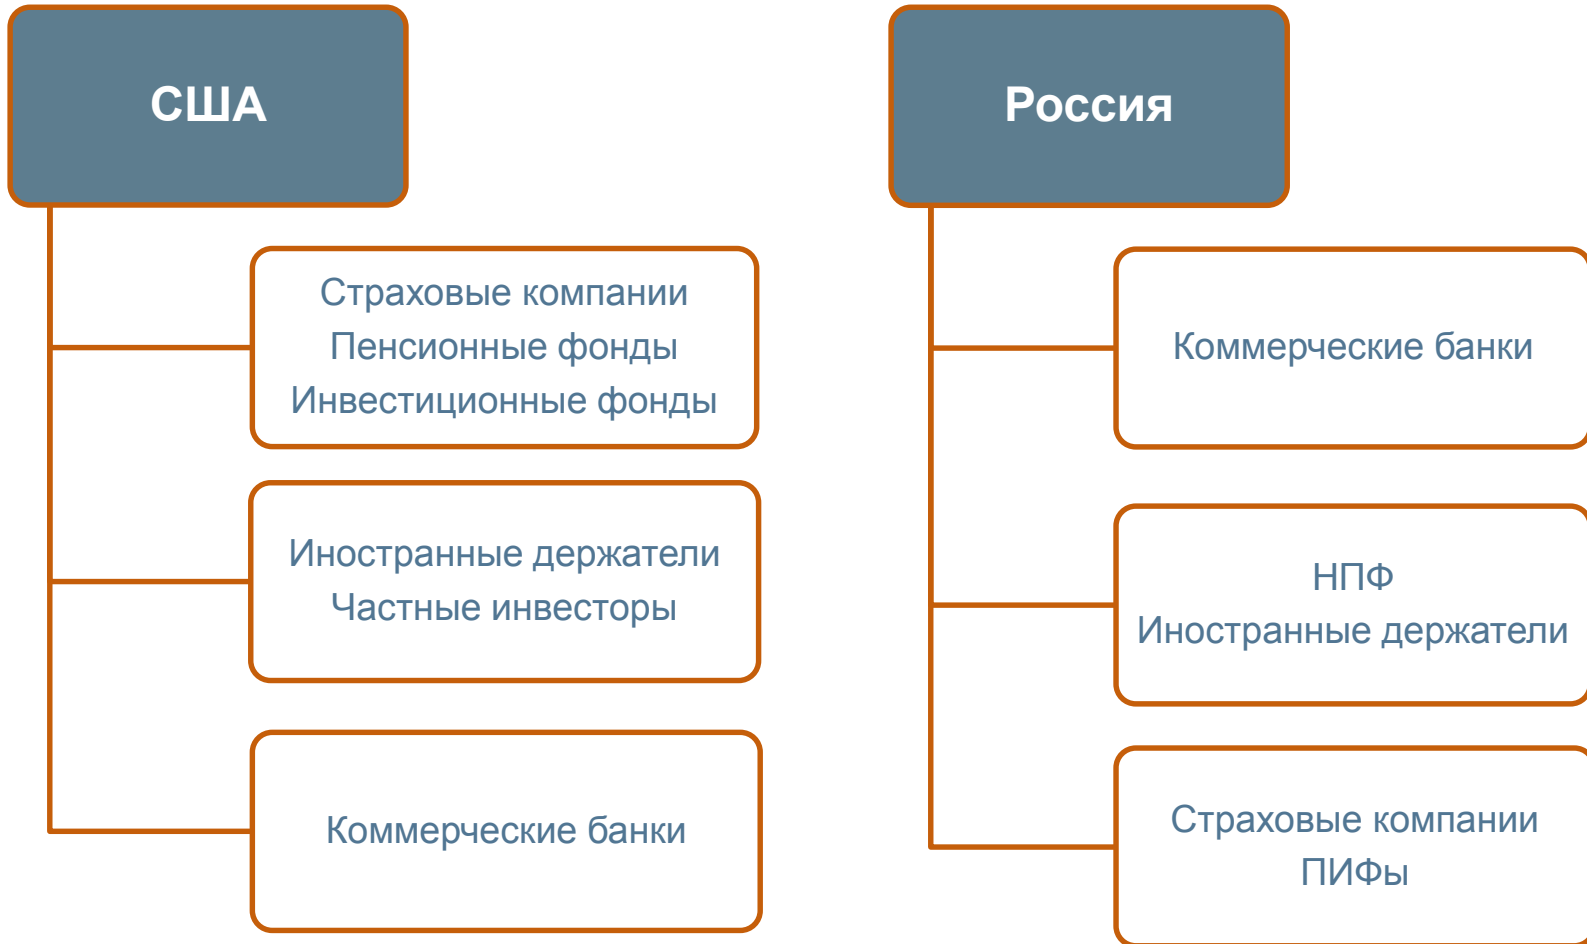 США
Страховые компании
Пенсионные фонды
Инвестиционные фонды
Иностранные держатели
Частные инвесторы
Коммерческие банки
Россия
Коммерческие банки
НПФ
Иностранные держатели
Страховые компании
ПИФы